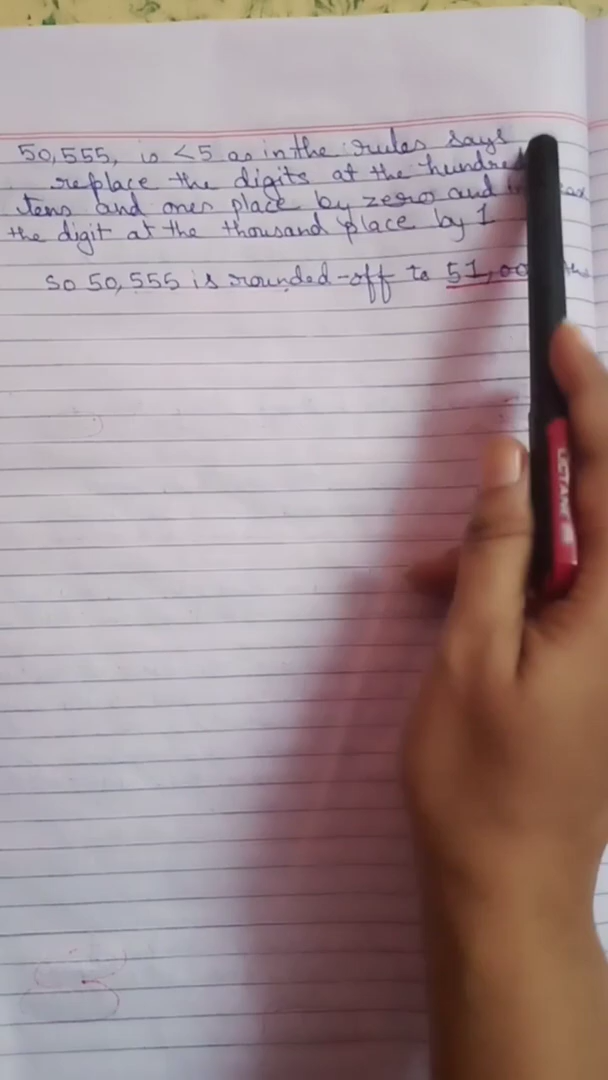 50,555, is <5 as in the rules says
replace the digits at the hundred
tens and ones place by zero and
the digit at the thousand place by 1
So 50,555 is rounded-off to 51,00